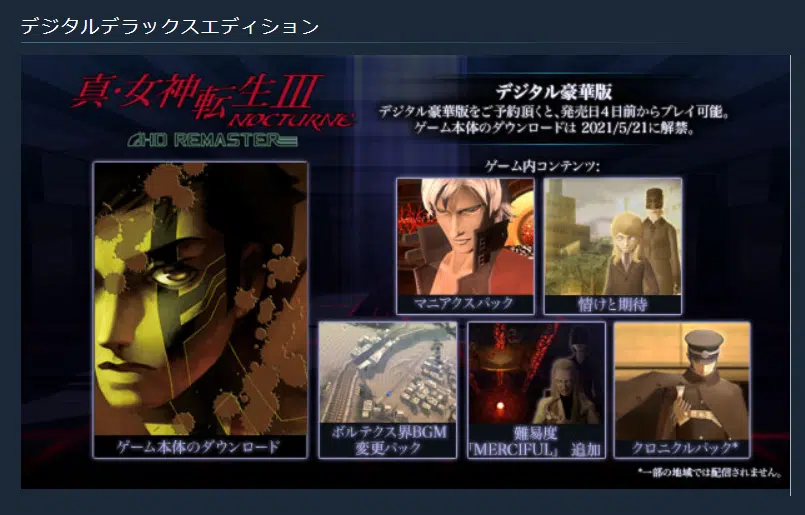 デジタルデラックスエディション
真・女神転生III
NOCTURNE
HD REMASTER
デジタル豪華版
デジタル豪華版をご予約頂くと、発売日4日前からプレイ可能。
ゲーム本体のダウンロードは 2021/5/21に解禁。
ゲーム内コンテンツ:
マニアクスパック
情けと期待
ゲーム本体のダウンロード
ボルテクス界BGM
変更パック
難易度
「MERCIFUL」 追加
クロニクルパック*
*一部の地域では配信されません。